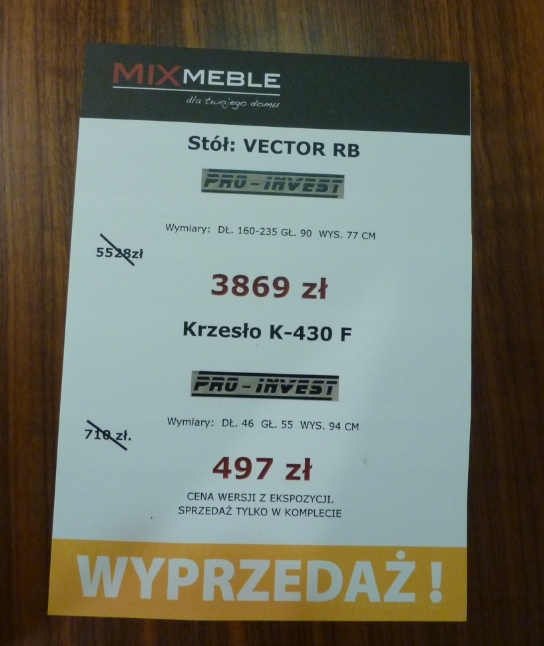 MIXMEBLE
dla twojego domu
Stół: VECTOR RB
PRO-INVEST
Wymiary: DŁ. 160-235 GŁ. 90 WYS. 77 CM
5528zł
3869 zł
Krzesło K-430 F
PRO-INVEST
Wymiary: DŁ. 46 GŁ. 55 WYS. 94 CM
710 zł.
497 zł
CENA WERSJI Z EKSPOZYCJI.
SPRZEDAŻ TYLKO W KOMPLECIE
WYPRZEDAŻ !